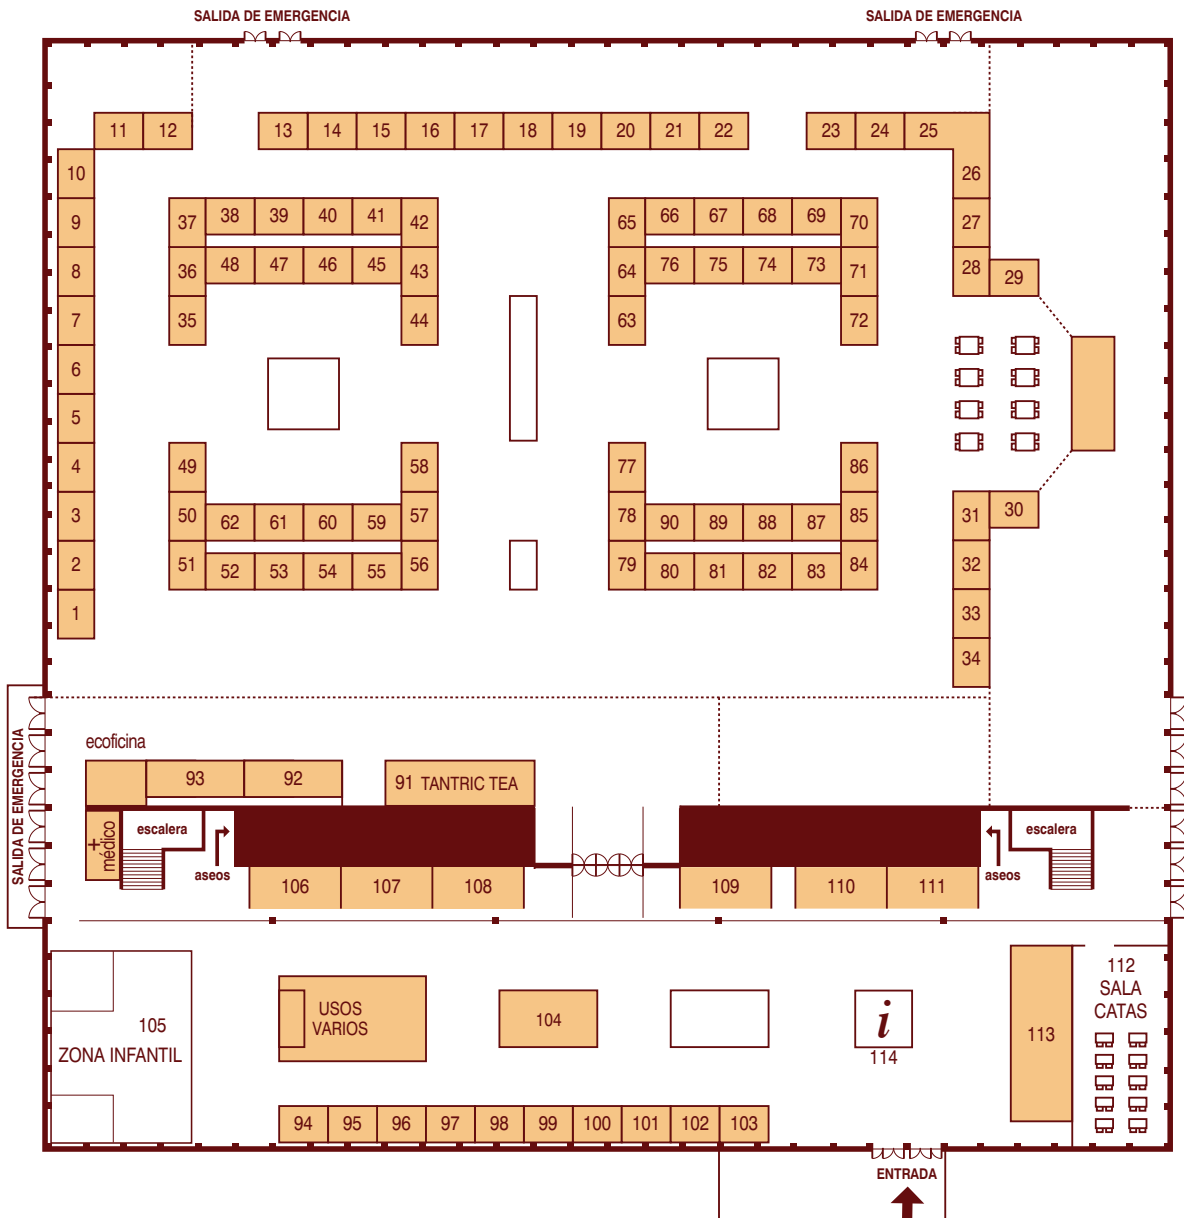 SALIDA DE EMERGENCIA
SALIDA DE EMERGENCIA
11 12 13 14 15 16 17 18 19 20 21 22 23 24 25
10 26
37 38 39 40 41 42 65 66 67 68 69 70
9 27
36 48 47 46 45 43 64 76 75 74 73 71
8 28 29
7 35 44 63 72
6
5
4 49 58 77 86
3 50 62 61 60 59 57 78 90 89 88 87 85 31 30
2 51 52 53 54 55 56 79 80 81 82 83 84 32
1 33
34
SALIDA DE EMERGENCIA
ecoficina
93 92 91 TANTRIC TEA
+
médico
escalera
aseos
escalera
aseos
106 107 108 109 110 111
105
ZONA INFANTIL
USOS
VARIOS
104
i
114
113
112
SALA
CATAS
94 95 96 97 98 99 100 101 102 103
ENTRADA